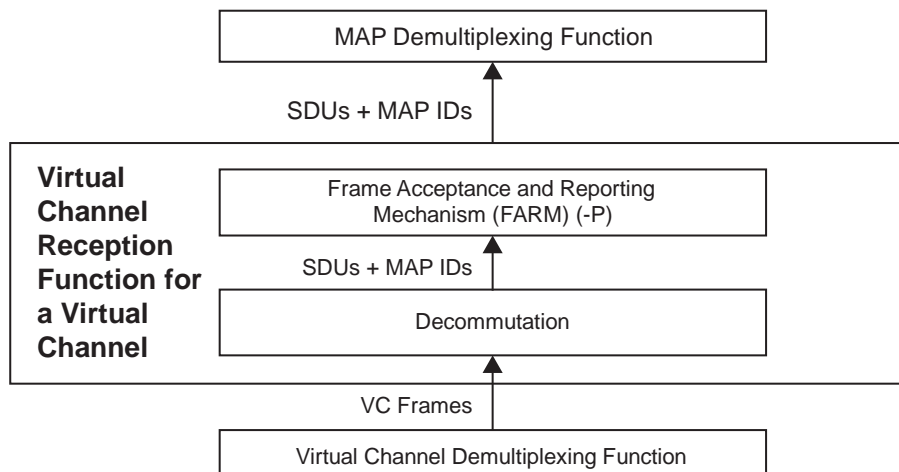 MAP Demultiplexing Function
SDUs + MAP IDs
Virtual
Channel
Reception
Function for
a Virtual
Channel
Frame Acceptance and Reporting
Mechanism (FARM) (-P)
SDUs + MAP IDs
Decommutation
VC Frames
Virtual Channel Demultiplexing Function